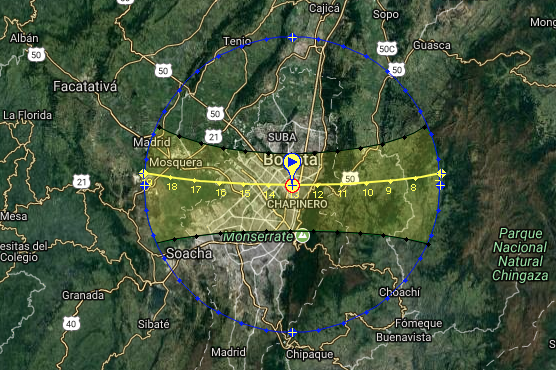 Cajicá
Sopo
Albán
Tenjo
50
50C
Guasca
50
50
Facatativá
50
La Florida
Madrid
21
SUBA
Bogotá
Mosquera
21
50
19
18
17
16
15
14
12
11
10
9
8
CHAPINERO
Mesa
Monserrate
Parque
Nacional
Natural
Chingaza
esitas del
Colegio
Soacha
Granada
Choachí
40
Sibaté
Fómeque
Buenavista
Madrid
Chipaque